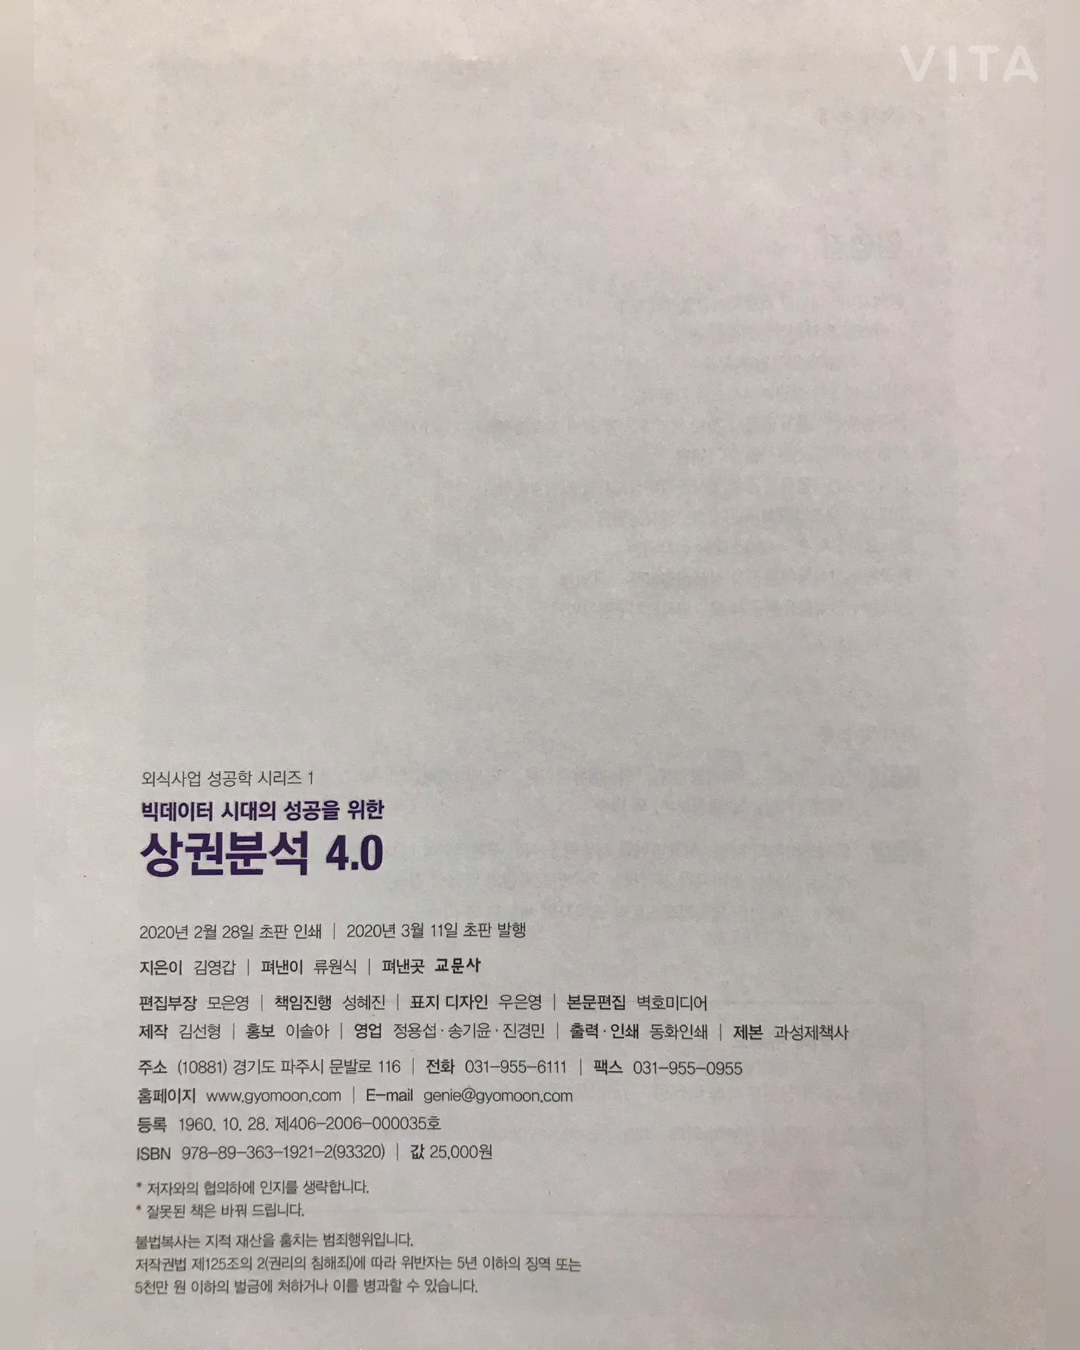 VITA
외식사업 성공학 시리즈 1
빅데이터 시대의 성공을 위한
상권분석 4.0
2020년 2월 28일 초판 인쇄 | 2020년 3월 11일 초판 발행
지은이 김영갑 | 펴낸이 류원식 | 펴낸곳 교문사
편집부장 모은영 | 책임진행 성혜진 | 표지 디자인 우은영 | 본문편집 벽호미디어
제작 김선형 | 홍보 이솔아 | 영업 정용섭·송기윤·진경민 | 출력·인쇄 동화인쇄 | 제본 과성제책사
주소 (10881) 경기도 파주시 문발로 116 | 전화 031-955-6111 | 팩스 031-955-0955
홈페이지 www.gyomoon.com | E-mail genie@gyomoon.com
등록 1960. 10. 28. 제406-2006-000035호
ISBN 978-89-363-1921-2(93320) | 값 25,000원
* 저자와의 협의하에 인지를 생략합니다.
* 잘못된 책은 바꿔 드립니다.
불법복사는 지적 재산을 훔치는 범죄행위입니다.
저작권법 제125조의 2(권리의 침해죄)에 따라 위반자는 5년 이하의 징역 또는
5천만 원 이하의 벌금에 처하거나 이를 병과할 수 있습니다.